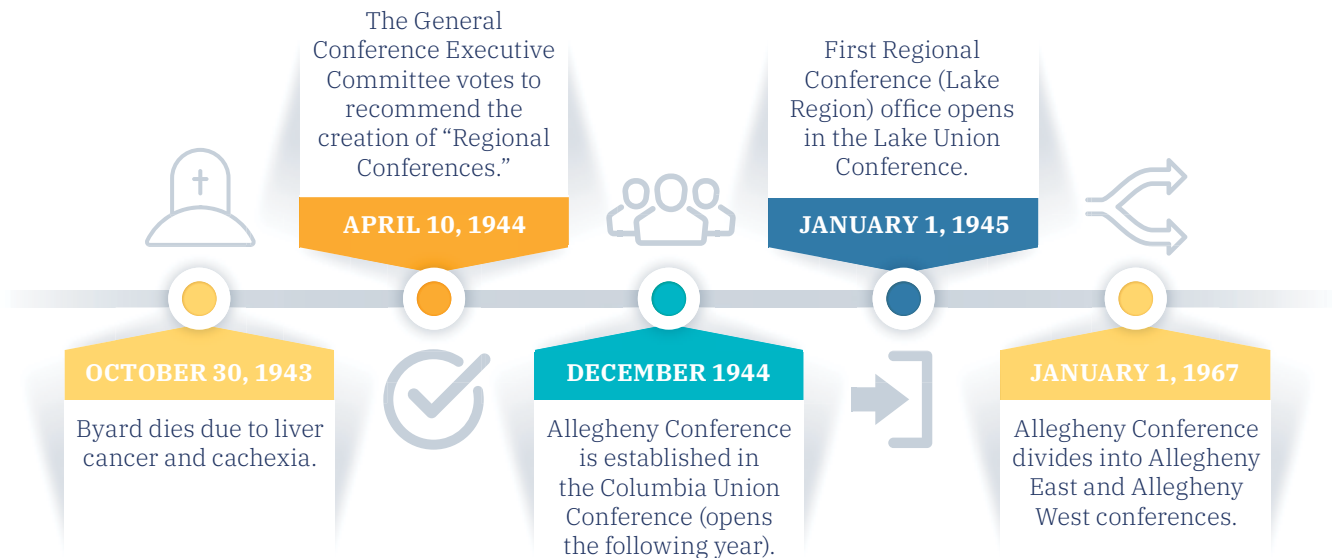 OCTOBER 30, 1943
Byard dies due to liver
cancer and cachexia.
The General
Conference Executive
Committee votes to
recommend the
creation of “Regional
Conferences.”
APRIL 10, 1944
DECEMBER 1944
Allegheny Conference
is established in
the Columbia Union
Conference (opens
the following year).
First Regional
Conference (Lake
Region) office opens
in the Lake Union
Conference.
JANUARY 1, 1945
JANUARY 1, 1967
Allegheny Conference
divides into Allegheny
East and Allegheny
West conferences.